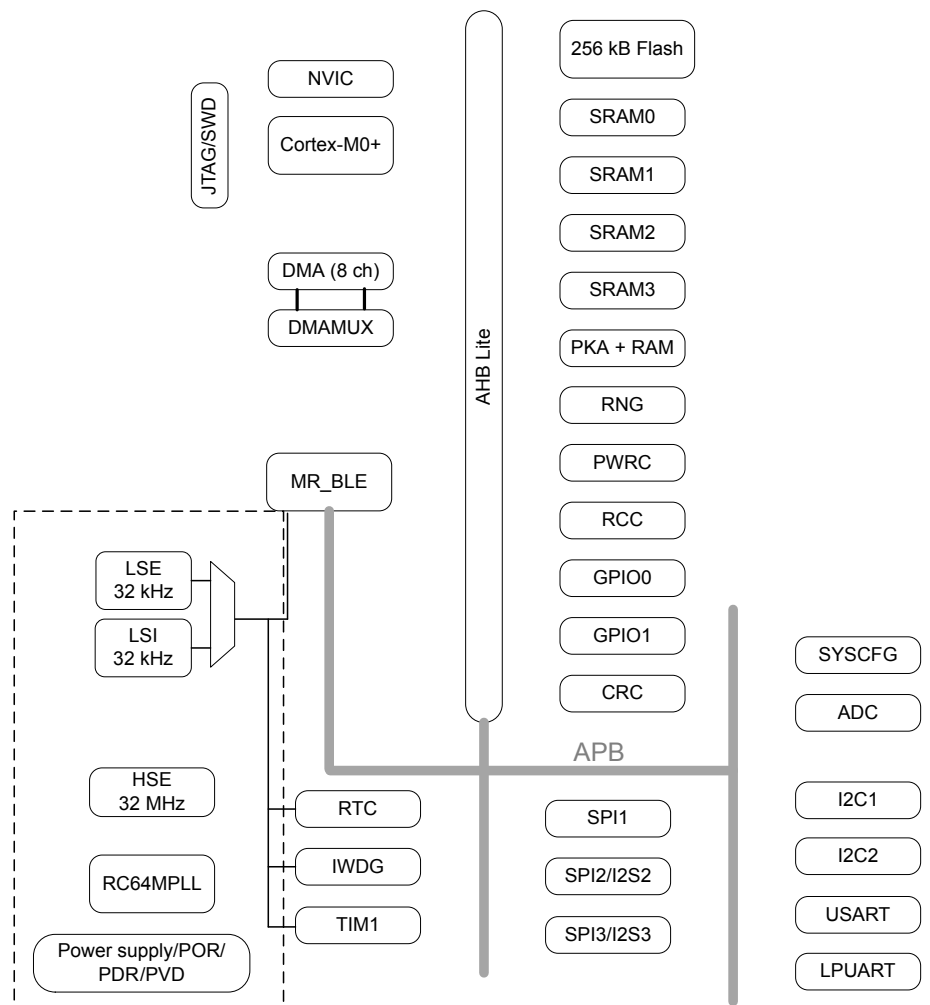 256 kB Flash
NVIC
JTAG/SWD
Cortex-M0+
SRAM0
SRAM1
SRAM2
DMA (8 ch)
SRAM3
DMAMUX
AHB Lite
PKA + RAM
RNG
MR_BLE
PWRC
RCC
LSE
32 kHz
GPIO0
LSI
32 kHz
GPIO1
SYSCFG
CRC
ADC
APB
HSE
32 MHz
RTC
SPI1
I2C1
IWDG
SPI2/I2S2
I2C2
RC64MPLL
TIM1
SPI3/I2S3
USART
Power supply/POR/
PDR/PVD
LPUART